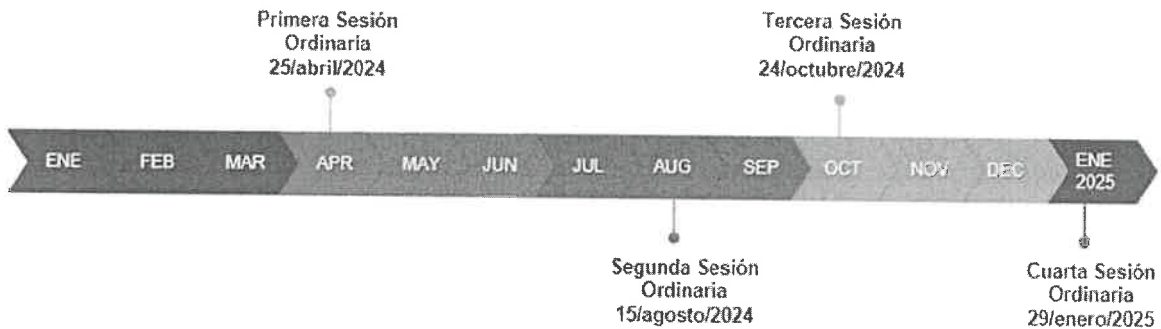 Primera Sesión
Ordinaria
25/abril/2024
Tercera Sesión
Ordinaria
24/octubre/2024
ENE FEB MAR APR MAY JUN JUL AUG SEP OCT NOV DEC ENE
2025
Segunda Sesión
Ordinaria
15/agosto/2024
Cuarta Sesión
Ordinaria
29/enero/2025